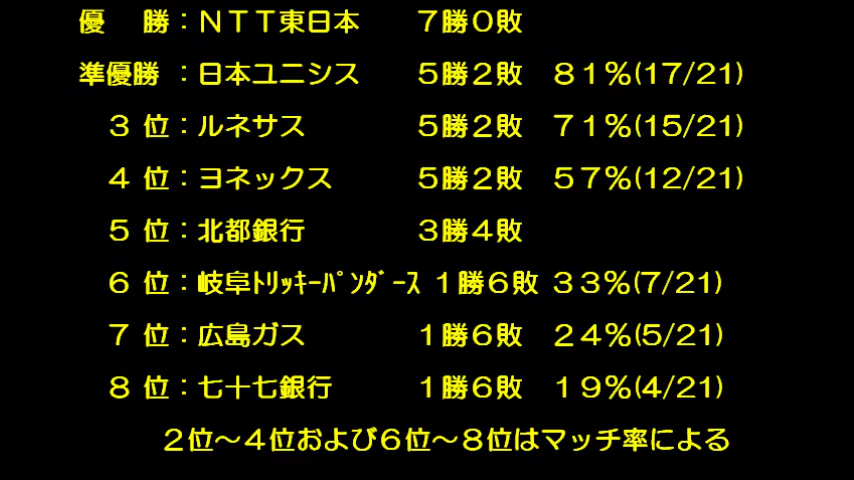 優　勝：ＮＴＴ東日本　７勝０敗
準優勝：日本ユニシス　５勝２敗　８１％(17/21)
３位：ルネサス　５勝２敗　７１％(15/21)
４位：ヨネックス　５勝２敗　５７％(12/21)
５位：北都銀行　３勝４敗
６位：岐阜ﾄﾘｯｷｰﾊﾟﾝﾀﾞｰｽ　１勝６敗　３３％(7/21)
７位：広島ガス　１勝６敗　２４％(5/21)
８位：七十七銀行　１勝６敗　１９％(4/21)
２位～４位および６位～８位はマッチ率による